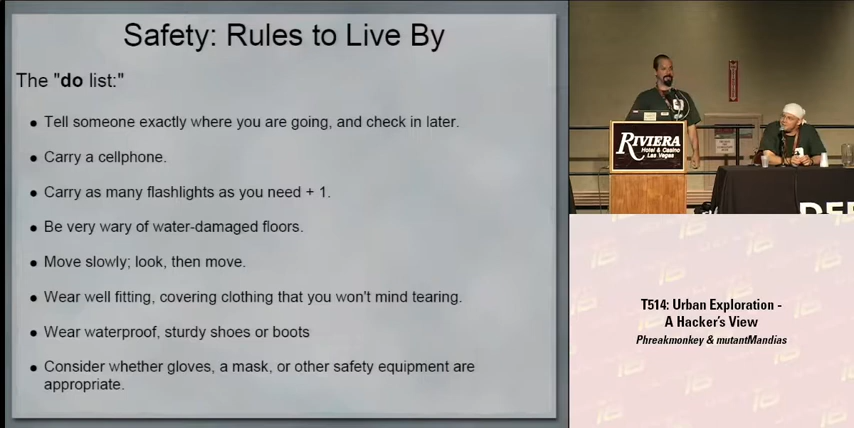 Safety: Rules to Live By
The "do list:"
Tell someone exactly where you are going, and check in later.
Carry a cellphone.
Carry as many flashlights as you need + 1.
Be very wary of water-damaged floors.
Move slowly; look, then move.
Wear well fitting, covering clothing that you won't mind tearing.
Wear waterproof, sturdy shoes or boots
Consider whether gloves, a mask, or other safety equipment are
appropriate.
RIVIERA
Hotel & Casino
Las Vegas
DEF
T514: Urban Exploration -
A Hacker's View
Phreakmonkey & mutantMandias